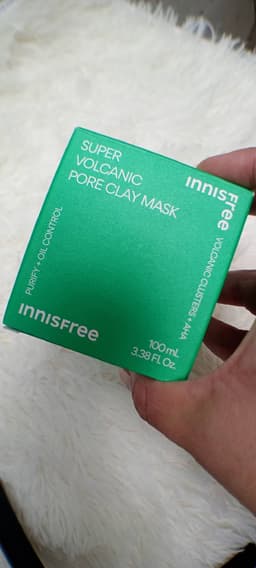 SUPER
VOLCANIC
PORE CLAY MASK
INNISFree
VOLCANIC CLUSTERS + AHA
PURIFY + OIL CONTROL
INNISFree
100 mL
3.38 Fl. Oz.